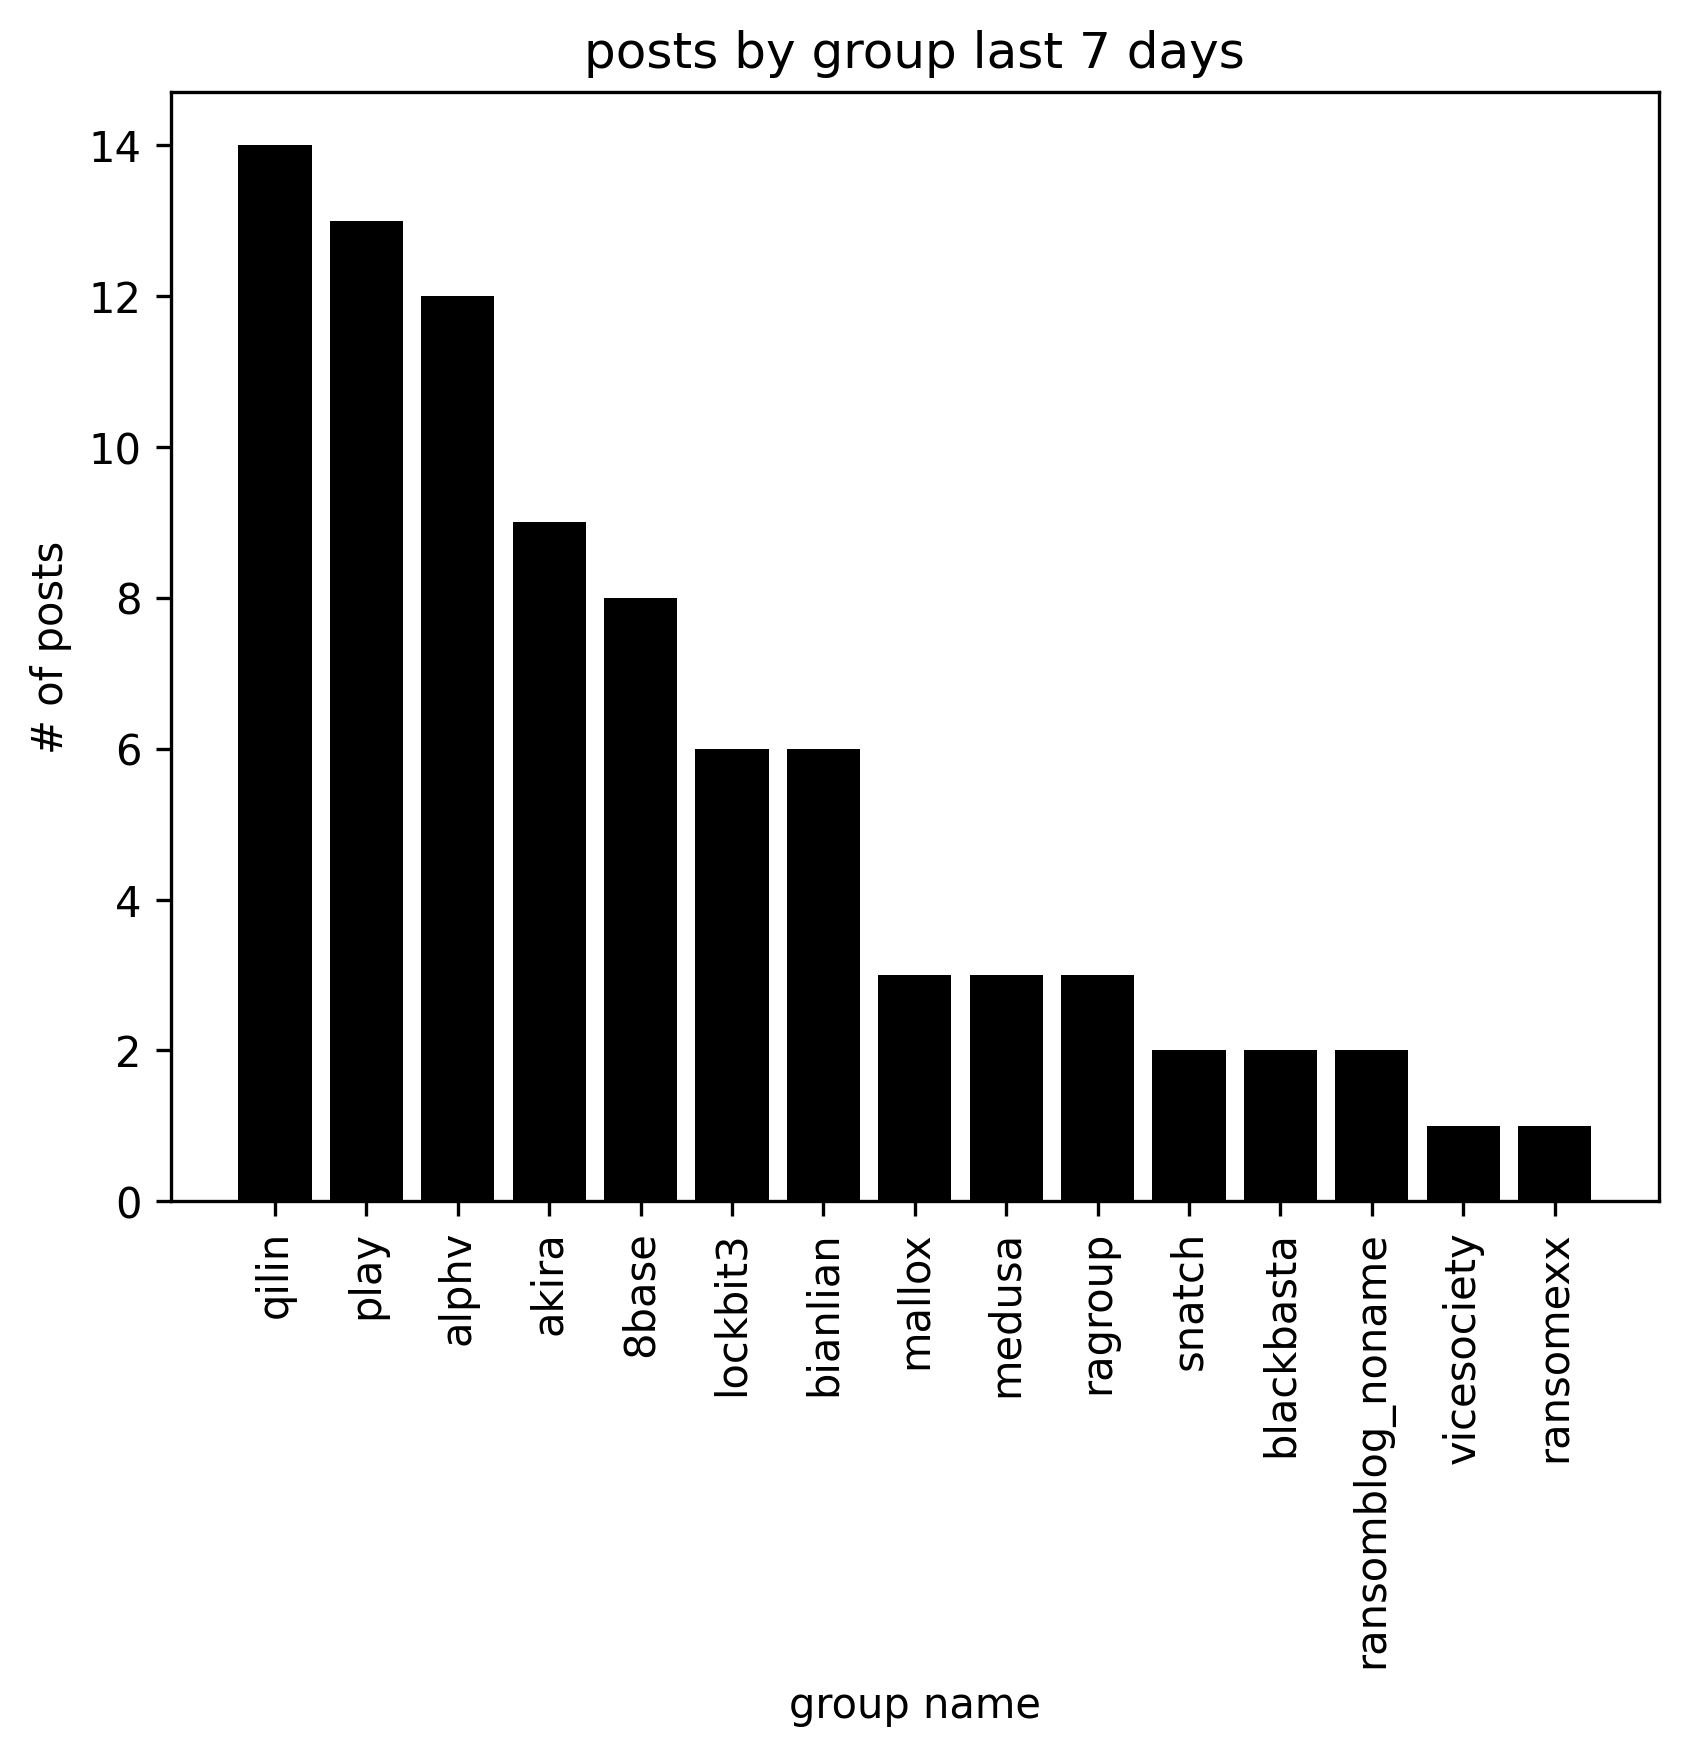 posts by group last 7 days
# of posts
14
12
10
8
6
4
2
0
qilin
play
alphv
akira
8base
lockbit3
bianlian
mallox
medusa
ragroup
snatch
blackbasta
ransomblog_noname
vicesociety
ransomexx
group name